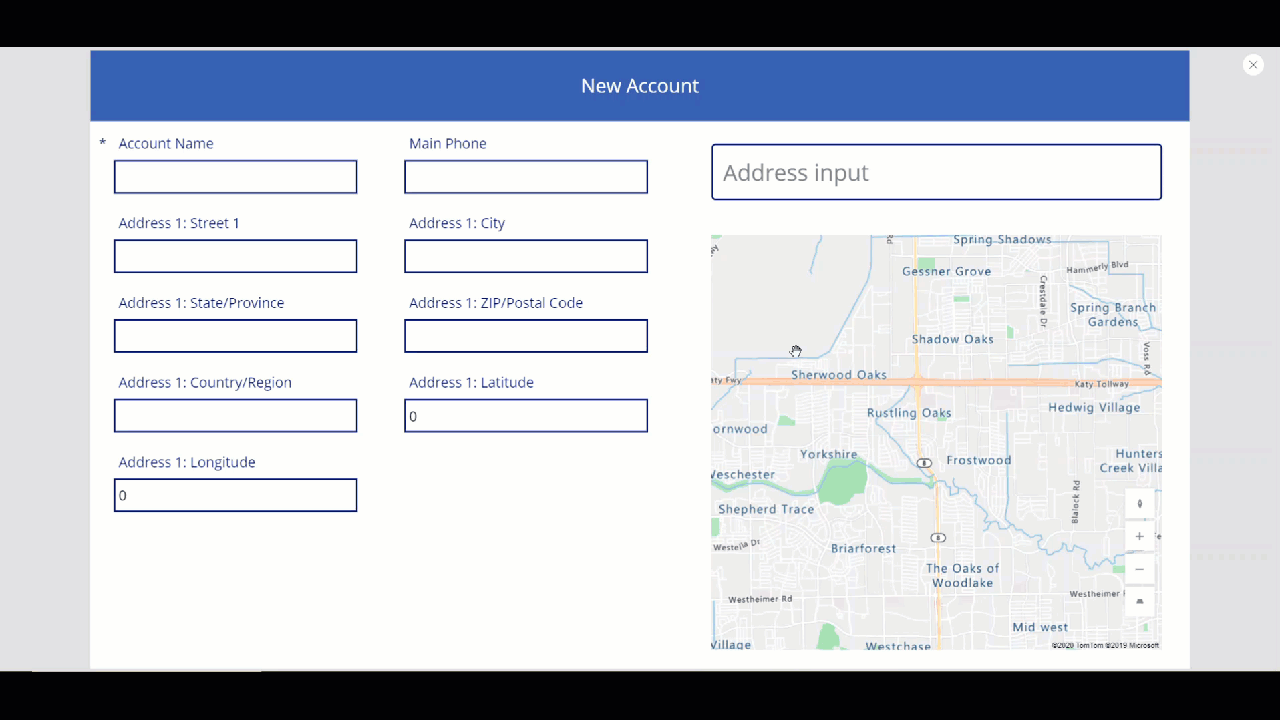 New Account
* Account Name
Main Phone
Address 1: Street 1
Address 1: City
Address 1: State/Province
Address 1: ZIP/Postal Code
Address 1: Country/Region
Address 1: Latitude
0
Address 1: Longitude
0
Address input
Spring Shadows
Gessner Grove
Hammerly Blvd
Crestdale Dr
Spring Branch
Gardens
Shadow Oaks
Voss Rd
Sherwood Oaks
ty Fwy
Katy Tollway
Rustling Oaks
Hedwig Village
ornwood
Yorkshire
Frostwood
Hunters
Creek Villa
Weschester
8
Blalock Rd
Shepherd Trace
8
Westella Dr
Briarforest
The Oaks of
Woodlake
Westheimer Rd
Westheimer
Mid west
Village
Westchase
©2020 TomTom ©2019 Microsoft